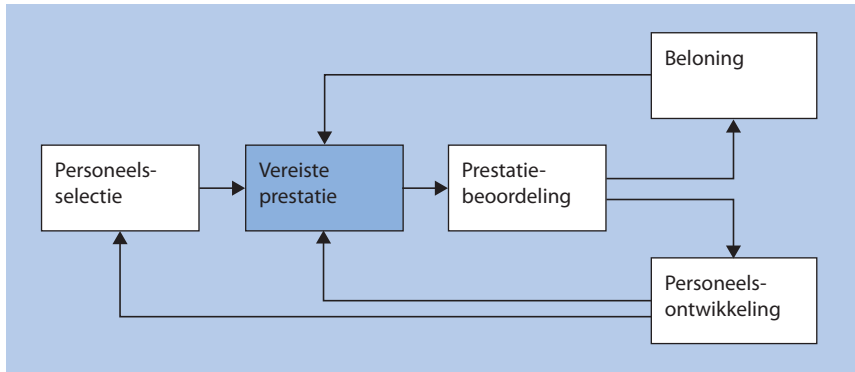 Beloning
Personeels-
selectie
Vereiste
prestatie
Prestatie-
beoordeling
Personeels-
ontwikkeling